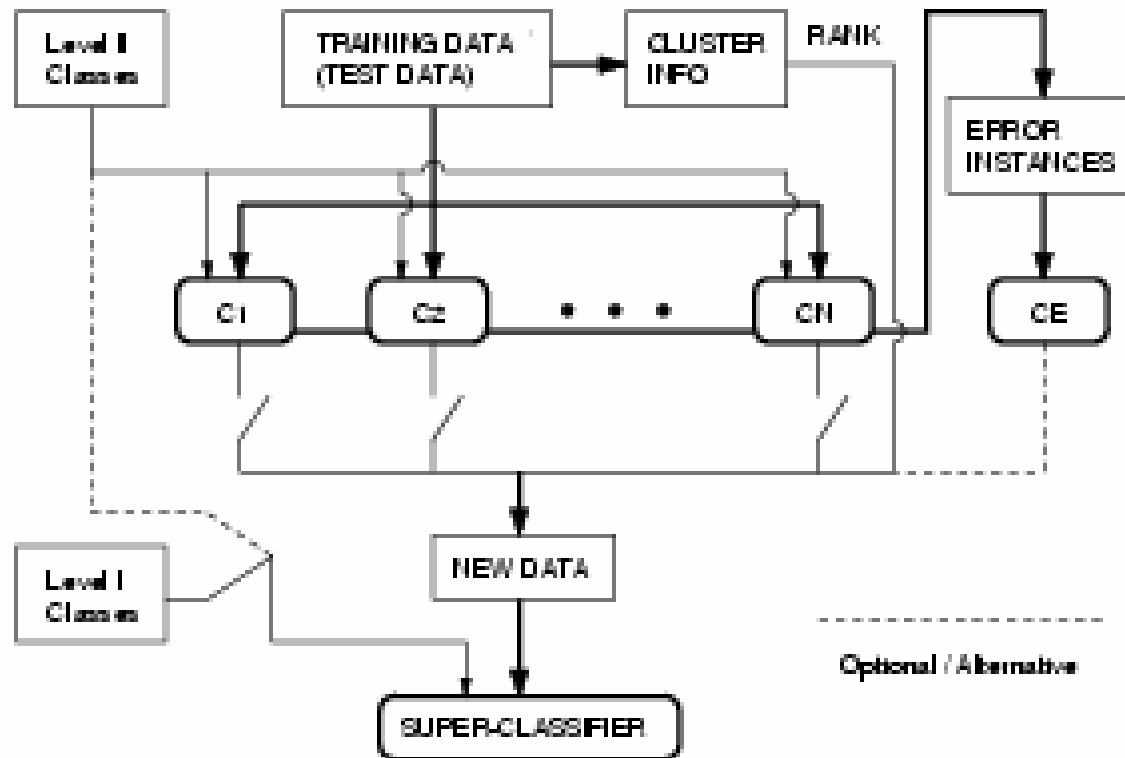 Level II
Classes
TRAINING DATA
(TEST DATA)
CLUSTER
INFO
RANK
ERROR
INSTANCES
C1
C2
CN
CE
Level I
Classes
NEW DATA
Optional / Alternative
SUPER-CLASSIFIER